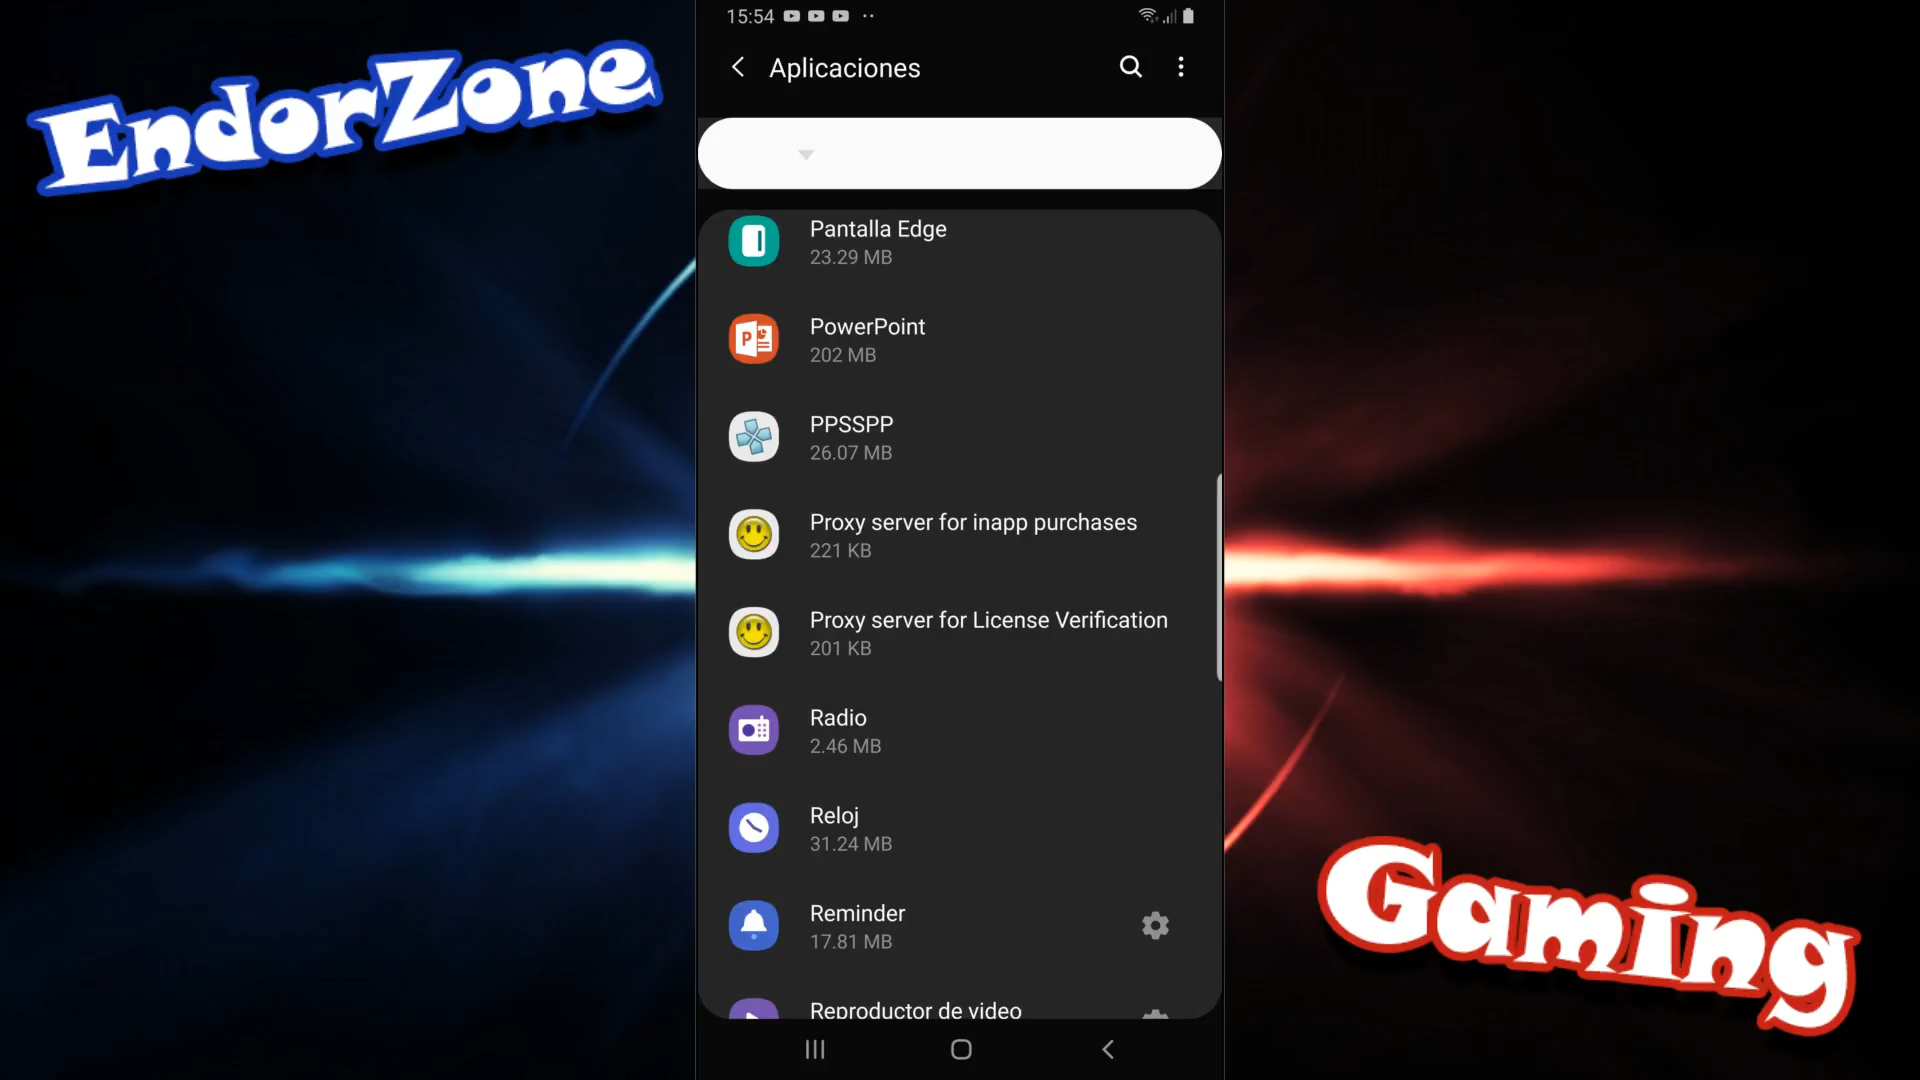 EndorZone
15:54
Aplicaciones
Pantalla Edge
23.29 MB
PowerPoint
202 MB
PPSSPP
26.07 MB
Proxy server for inapp purchases
221 KB
Proxy server for License Verification
201 KB
Radio
2.46 MB
Reloj
31.24 MB
Reminder
17.81 MB
Reproductor de video
Gaming